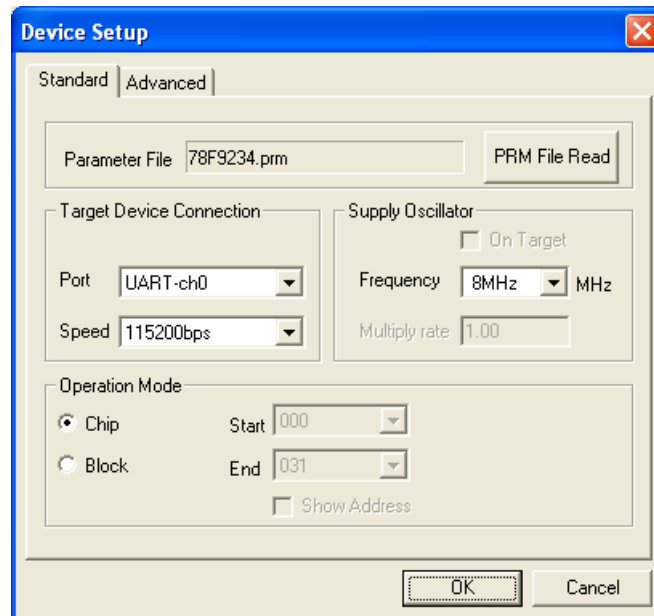 Device Setup
Standard Advanced
Parameter File 78F9234.prm PRM File Read
Target Device Connection
Port UART-ch0
Speed 115200bps
Supply Oscillator
On Target
Frequency 8MHz MHz
Multiply rate 1.00
Operation Mode
Chip Start 000
Block End 031
Show Address
OK Cancel